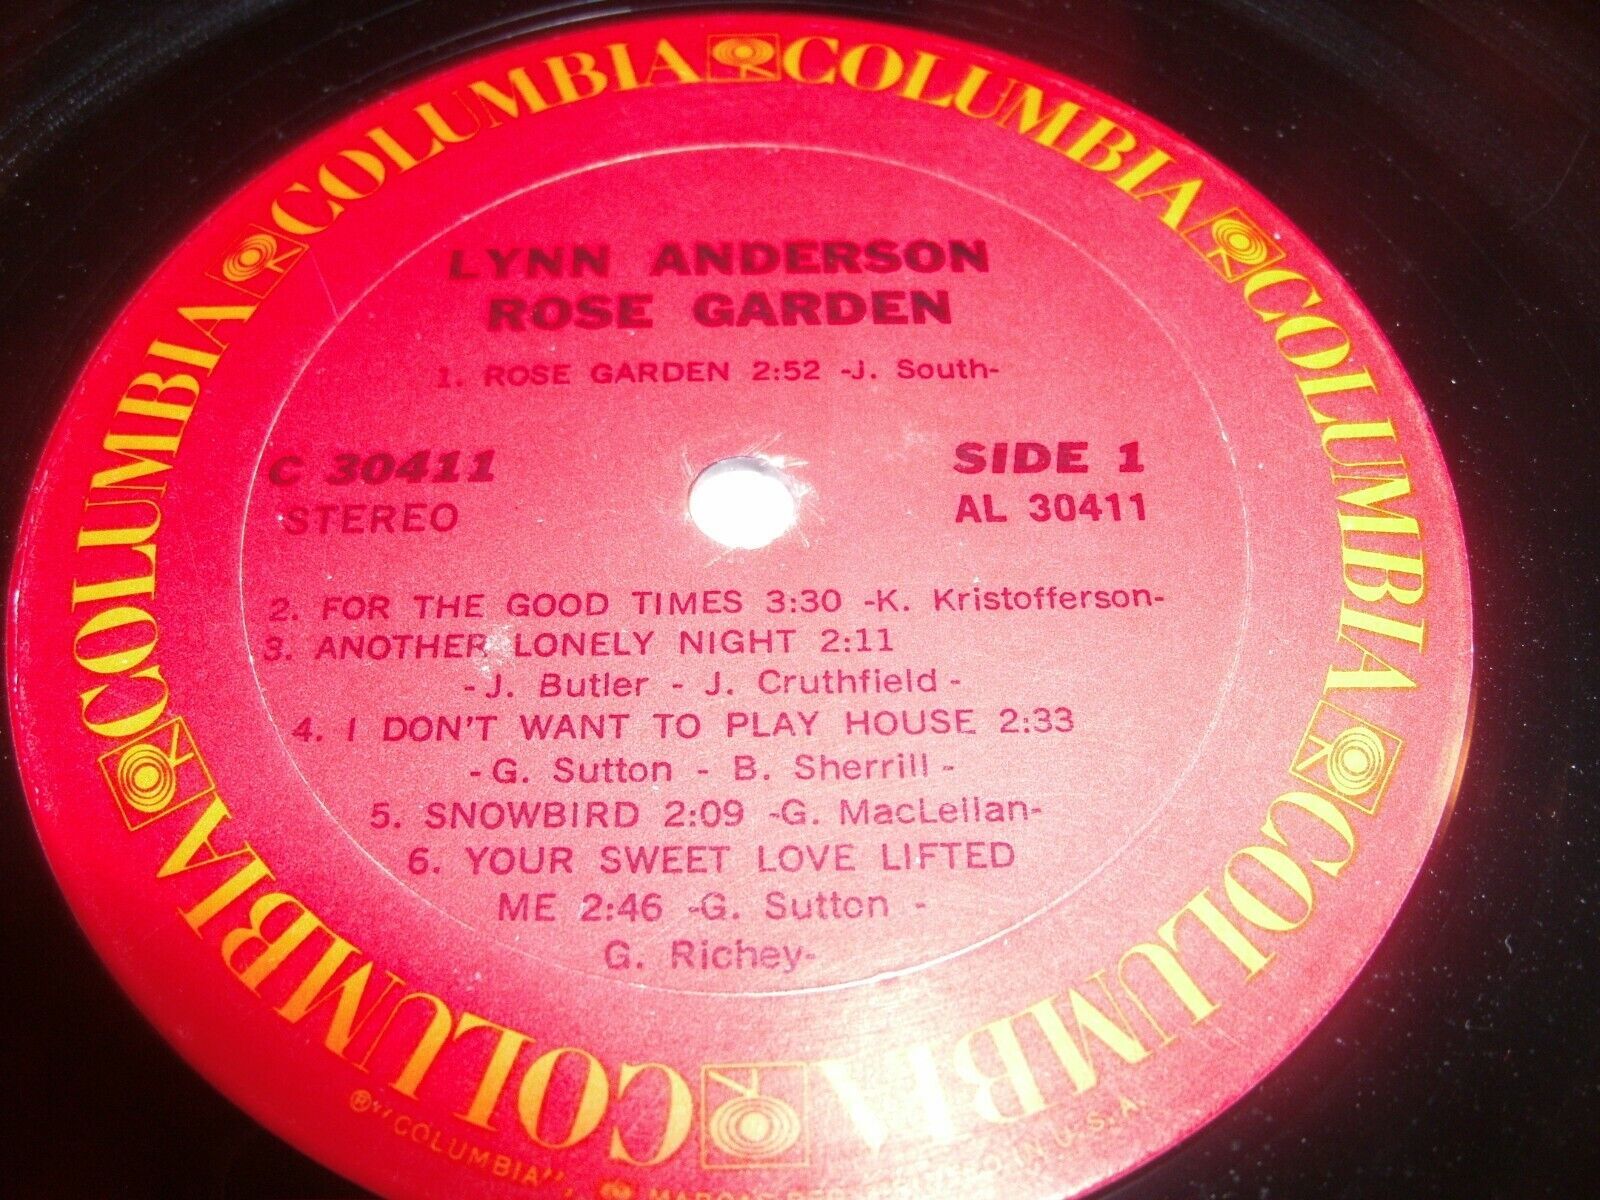 COLUMBIA COLUMBIA COLUMBIA COLUMBIA COLUMBIA COLUMBIA
LYNN ANDERSON
ROSE GARDEN
1. ROSE GARDEN 2:52 -J. South-
C 30411
STEREO
SIDE 1
AL 30411
2. FOR THE GOOD TIMES 3:30 -K. Kristofferson-
3. ANOTHER LONELY NIGHT 2:11
-J. Butler - J. Cruthfield -
4. I DON'T WANT TO PLAY HOUSE 2:33
-G. Sutton - B. Sherrill -
5. SNOWBIRD 2:09 -G. MacLellan-
6. YOUR SWEET LOVE LIFTED
ME 2:46 -G. Sutton -
G. Richey-
®"COLUMBIA", IN U.S.A.